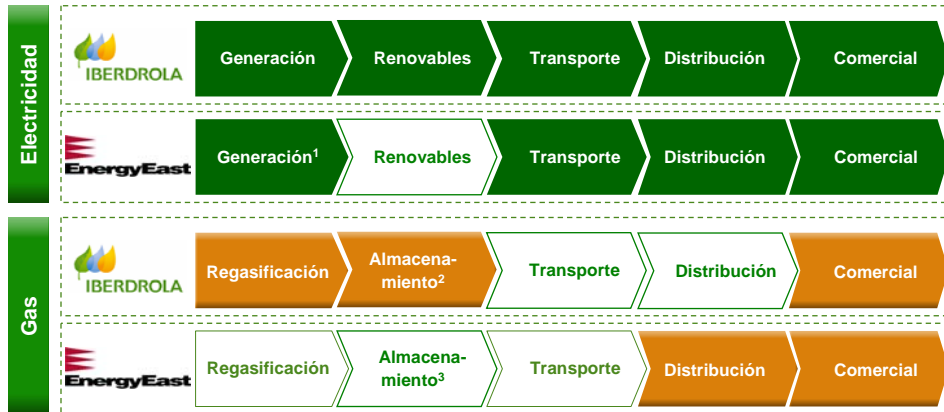 Electricidad
IBERDROLA
Generación
Renovables
Transporte
Distribución
Comercial
EnergyEast
Generación¹
Renovables
Transporte
Distribución
Comercial
Gas
IBERDROLA
Regasificación
Almacena-
miento²
Transporte
Distribución
Comercial
EnergyEast
Regasificación
Almacena-
miento³
Transporte
Distribución
Comercial